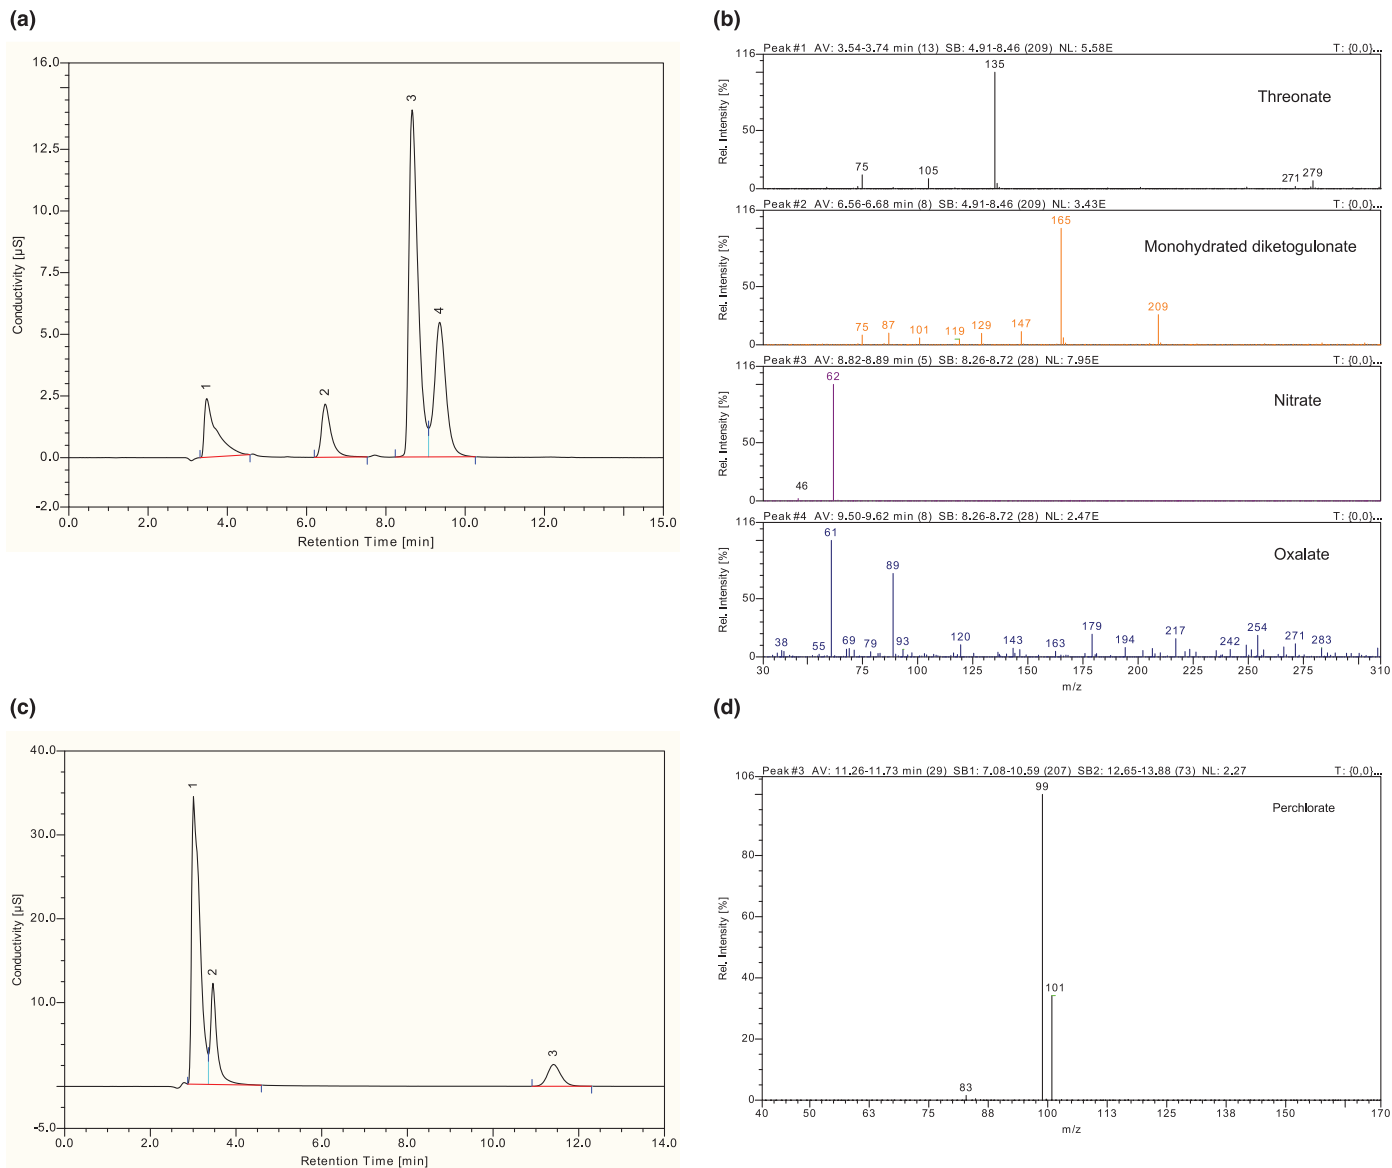 (a)
16.0
12.5
10.0
7.5
5.0
2.5
0.0
-2.0
Conductivity [µS]
1
2
3
4
0.0 2.0 4.0 6.0 8.0 10.0 12.0 15.0
Retention Time [min]
(b)
Peak#1 AV: 3.54-3.74 min (13) SB: 4.91-8.46 (209) NL: 5.58E T: {0,0}...
116
50
0
Rel. Intensity [%]
75 105 135 271 279
Threonate
Peak#2 AV: 6.56-6.68 min (8) SB: 4.91-8.46 (209) NL: 3.43E T: {0,0}...
116
50
0
Rel. Intensity [%]
75 87 101 119 129 147 165 209
Monohydrated diketogulonate
Peak#3 AV: 8.82-8.89 min (5) SB: 8.26-8.72 (28) NL: 7.95E T: {0,0}...
116
50
0
Rel. Intensity [%]
46 62
Nitrate
Peak#4 AV: 9.50-9.62 min (8) SB: 8.26-8.72 (28) NL: 2.47E T: {0,0}...
116
50
0
Rel. Intensity [%]
38 55 61 69 79 89 93 120 143 163 179 194 217 242 254 271 283
Oxalate
30 75 100 125 150 175 200 225 250 275 310
m/z
(c)
40.0
30.0
20.0
10.0
-5.0
Conductivity [µS]
1
2
3
0.0 2.0 4.0 6.0 8.0 10.0 12.0 14.0
Retention Time [min]
(d)
Peak#3 AV: 11.26-11.73 min (29) SB1: 7.08-10.59 (207) SB2: 12.65-13.88 (73) NL: 2.27 T: {0,0}...
106
80
60
40
20
0
Rel. Intensity [%]
83 99 101
Perchlorate
40 50 63 75 88 100 113 125 138 150 170
m/z